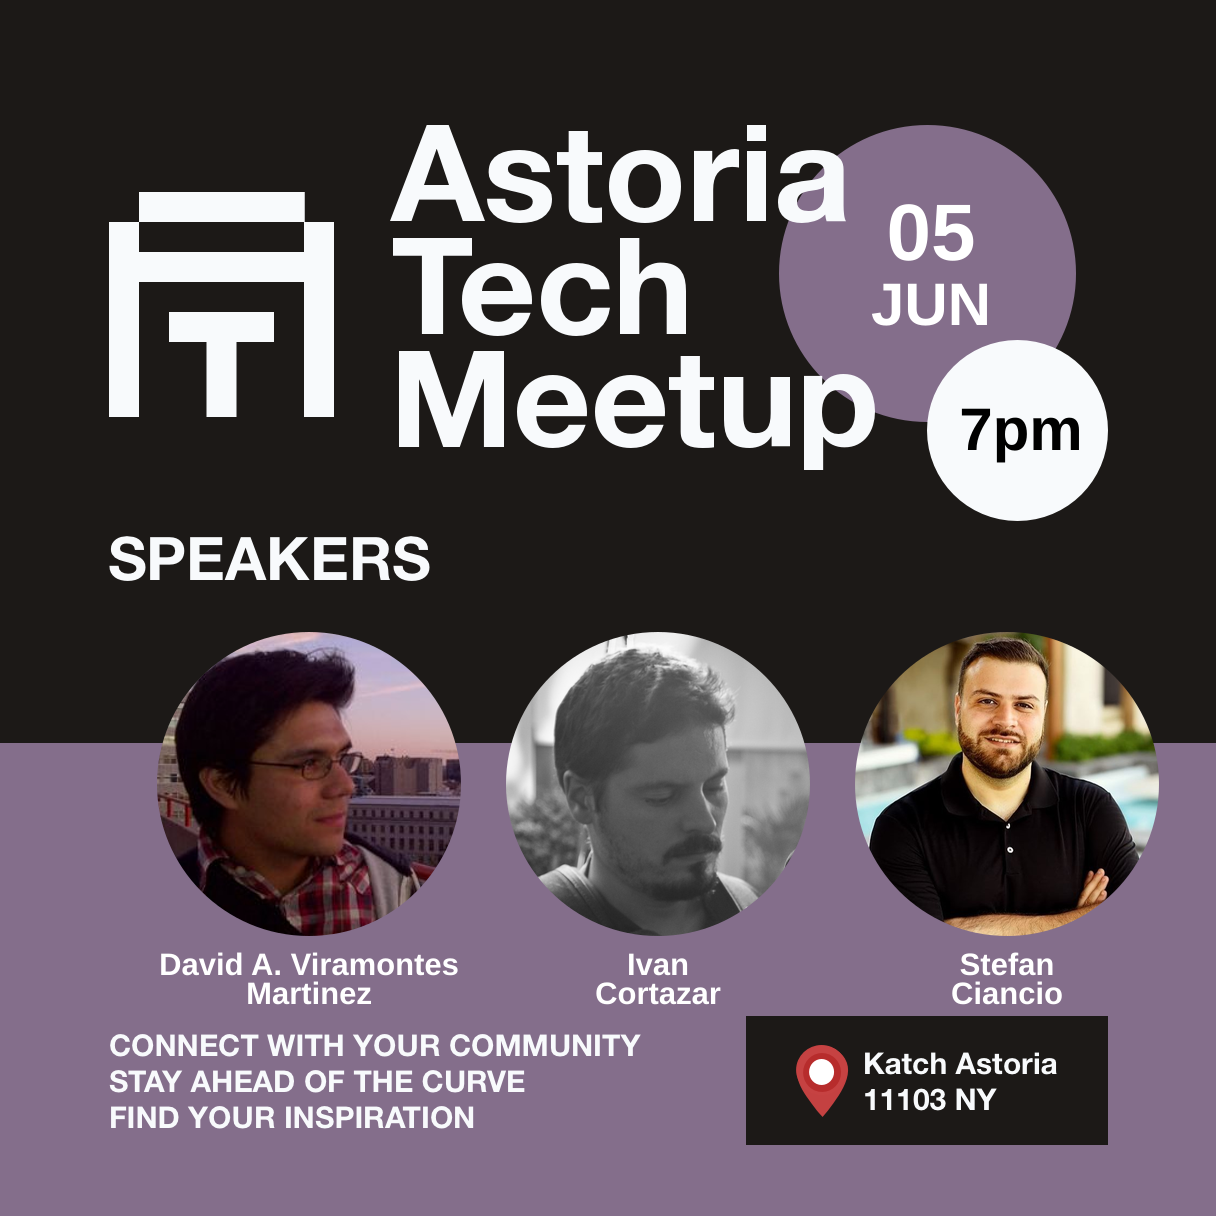 Astoria
Tech
Meetup
05
JUN
7pm
SPEAKERS
David A. Viramontes
Martinez
Ivan
Cortazar
Stefan
Ciancio
CONNECT WITH YOUR COMMUNITY
STAY AHEAD OF THE CURVE
FIND YOUR INSPIRATION
Katch Astoria
11103 NY